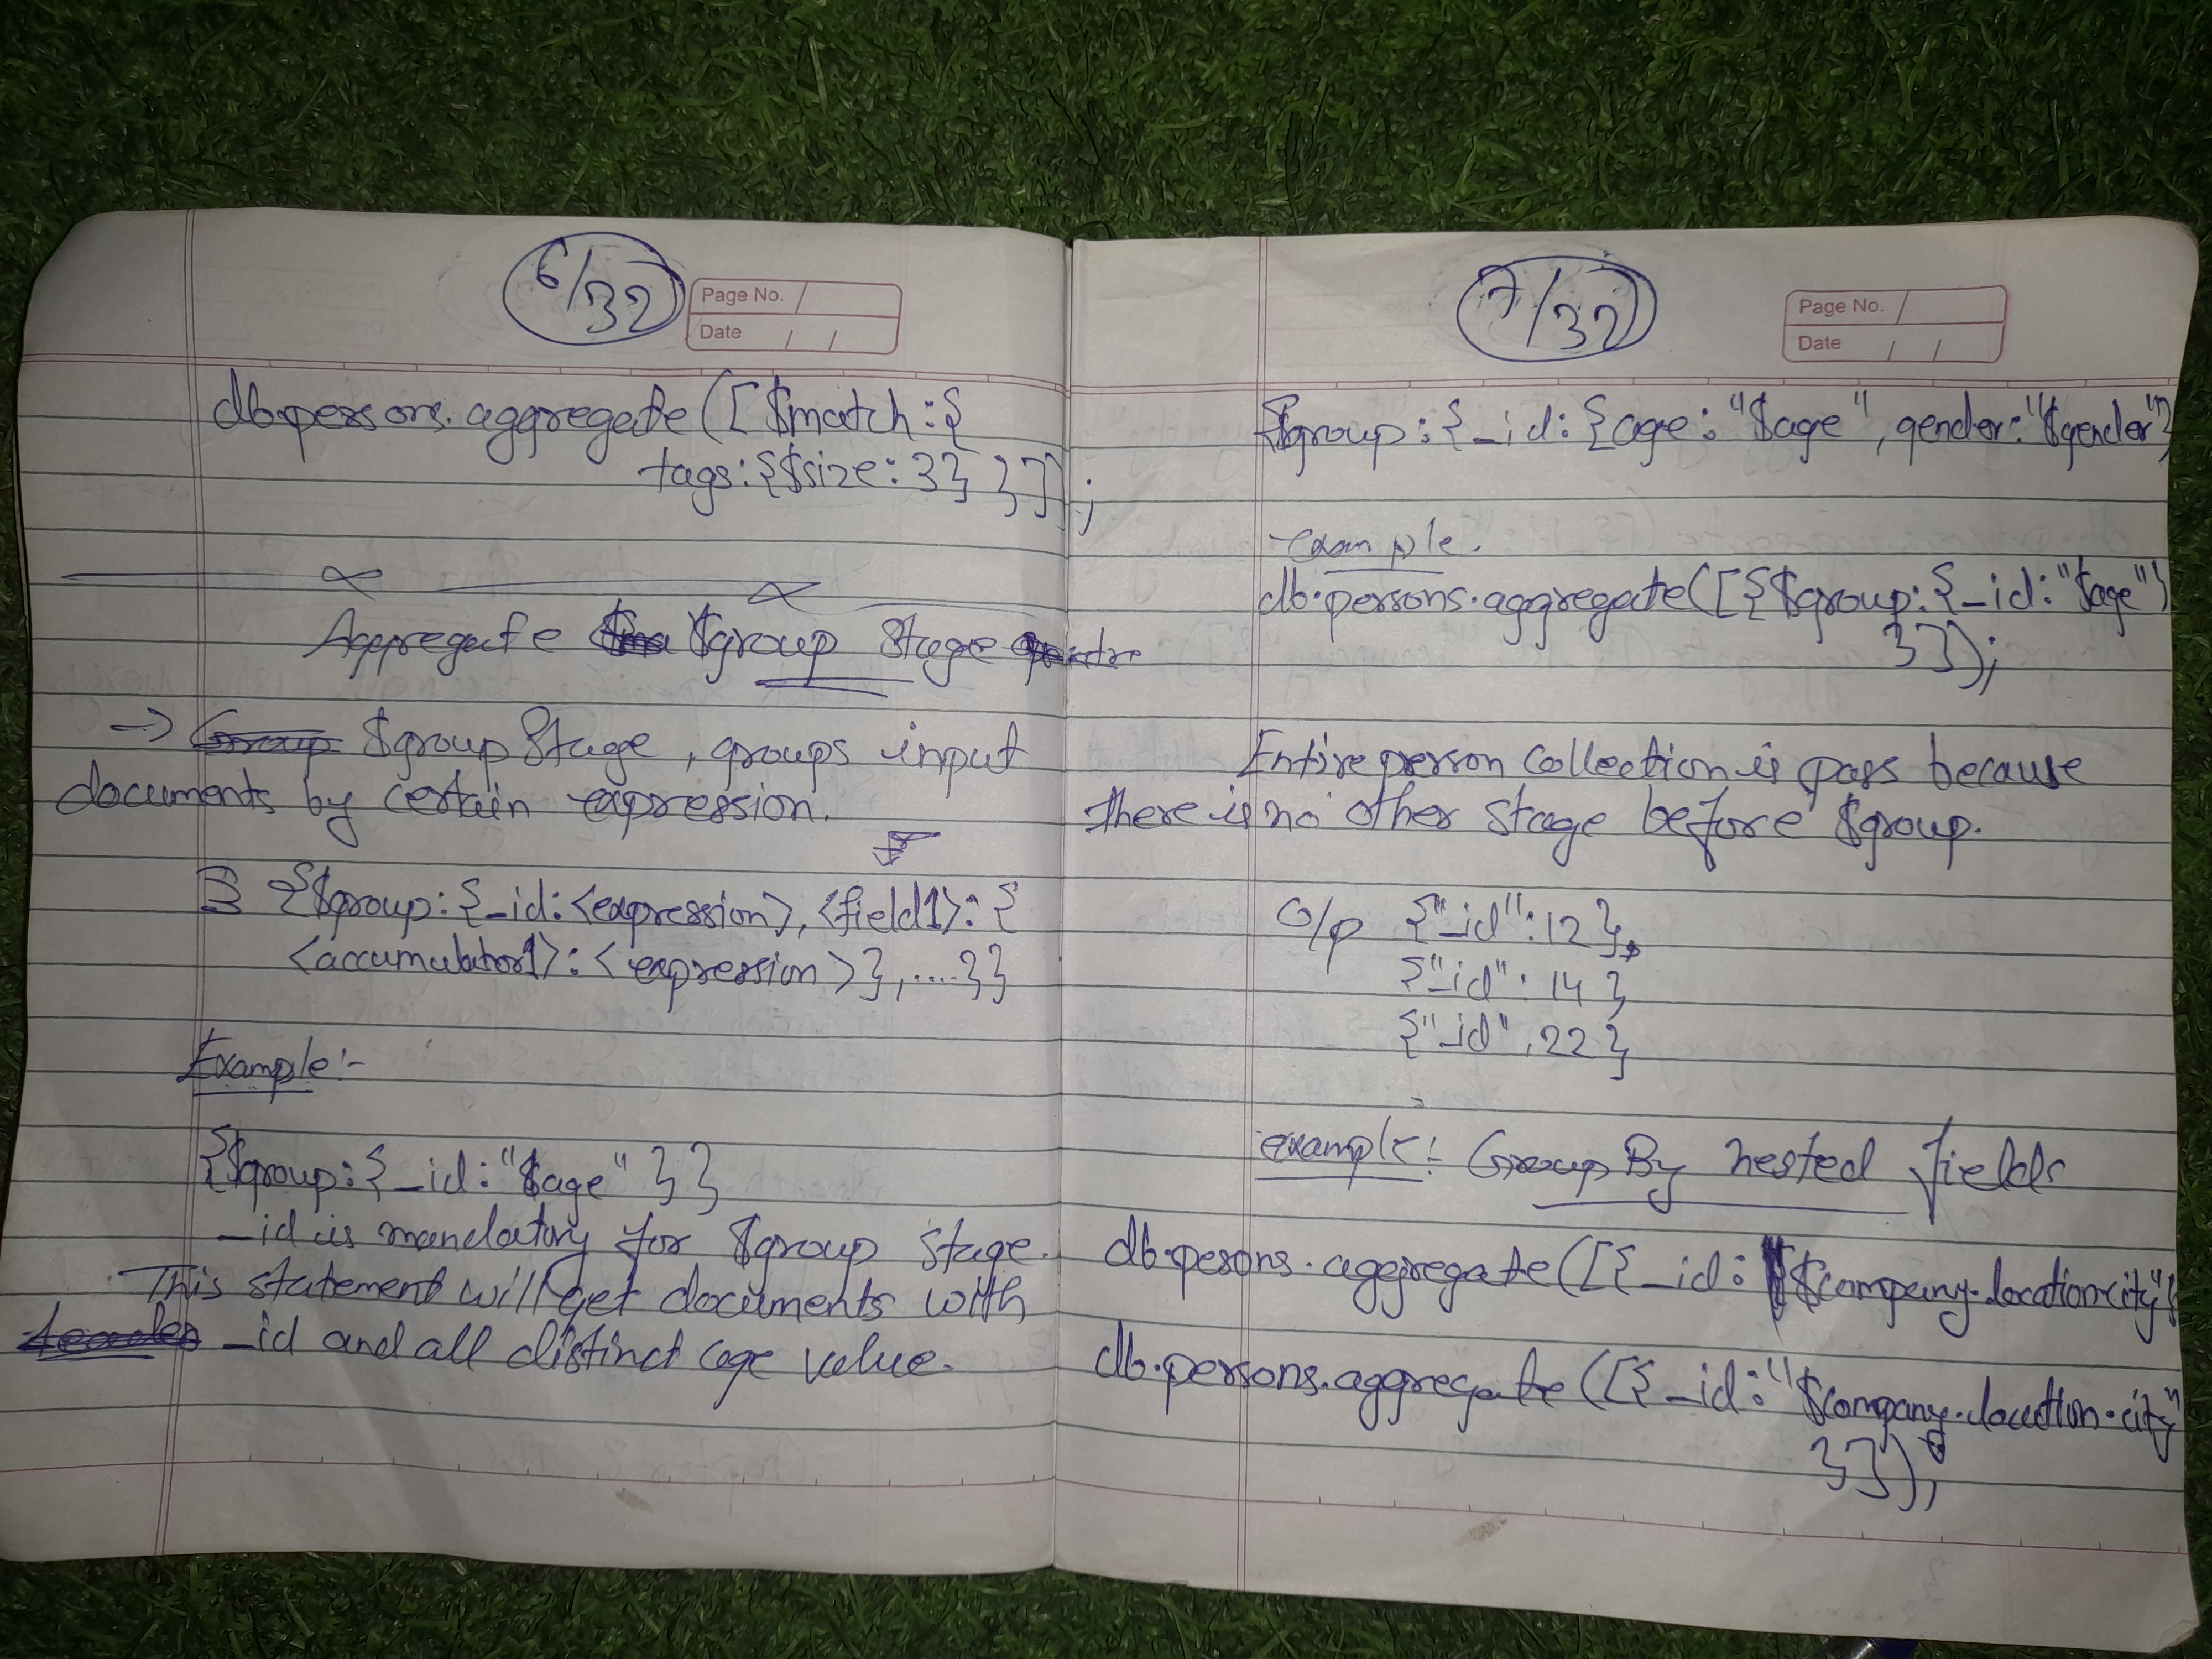 6/32
Page No.
Date / /
db.persons.aggregate([$match:{
tags:{$size:3} }]);
Aggregate $group Stage
→ $group Stage, groups input
documents by certain expression.
{$group:{_id:<expression>,<field1>:{
<accumulator1>:<expression>},....}}
Example:-
{$group:{_id:"$age"}}
_id is mandatory for $group stage.
This statement will get documents with
_id and all distinct age value.
7/32
Page No.
Date / /
{$group:{_id:{age:"$age",gender:"$gender"}
Example.
db.persons.aggregate([{$group:{_id:"$age"}
}]);
Entire person collection is pass because
there is no other stage before $group.
O/p {"_id":12},
{"_id":14}
{"_id".22}
example:- Group By nested fields
db.persons.aggregate([{_id:"$company.location.city"
db.persons.aggregate([{_id:"$company.location.city"
}])